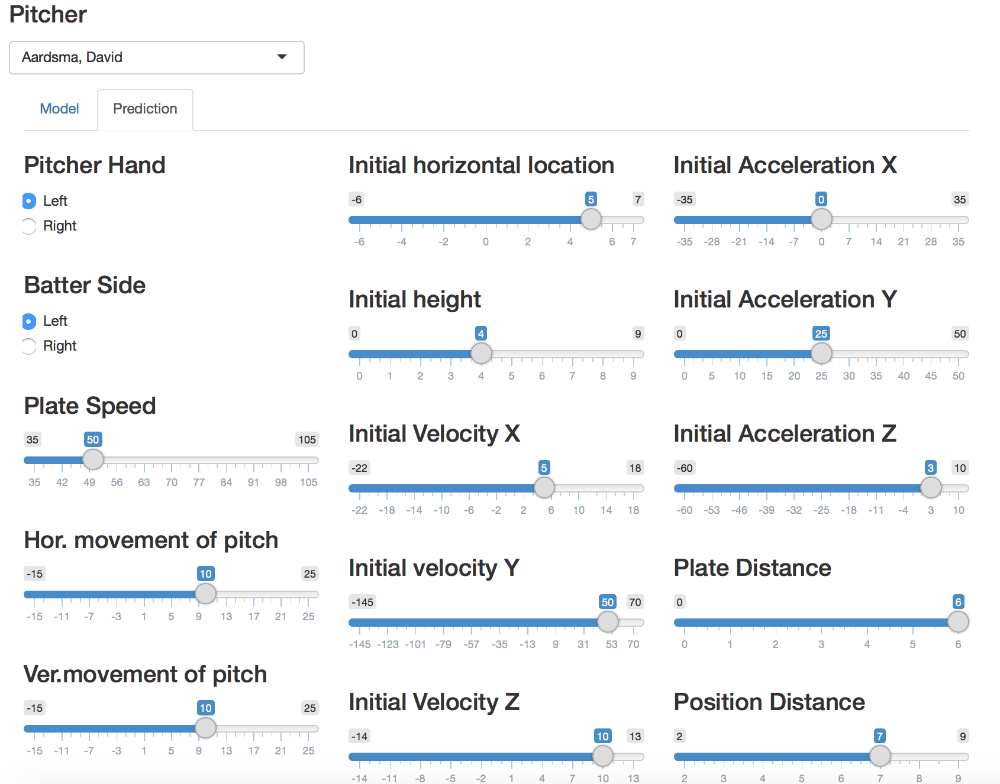 Pitcher
Aardsma, David
Model Prediction
Pitcher Hand
Left
Right
Batter Side
Left
Right
Plate Speed
35 50 105
35 42 49 56 63 70 77 84 91 98 105
Hor. movement of pitch
-15 10 25
-15 -11 -7 -3 1 5 9 13 17 21 25
Ver.movement of pitch
-15 10 25
-15 -11 -7 -3 1 5 9 13 17 21 25
Initial horizontal location
-6 5 7
-6 -4 -2 0 2 4 6 7
Initial height
0 4 9
0 1 2 3 4 5 6 7 8 9
Initial Velocity X
-22 5 18
-22 -18 -14 -10 -6 -2 2 6 10 14 18
Initial velocity Y
-145 50 70
-145 -123 -101 -79 -57 -35 -13 9 31 53 70
Initial Velocity Z
-14 10 13
-14 -11 -8 -5 -2 1 4 7 10 13
Initial Acceleration X
-35 0 35
-35 -28 -21 -14 -7 0 7 14 21 28 35
Initial Acceleration Y
0 25 50
0 5 10 15 20 25 30 35 40 45 50
Initial Acceleration Z
-60 3 10
-60 -53 -46 -39 -32 -25 -18 -11 -4 3 10
Plate Distance
0 6
0 1 2 3 4 5 6
Position Distance
2 7 9
2 3 4 5 6 7 8 9